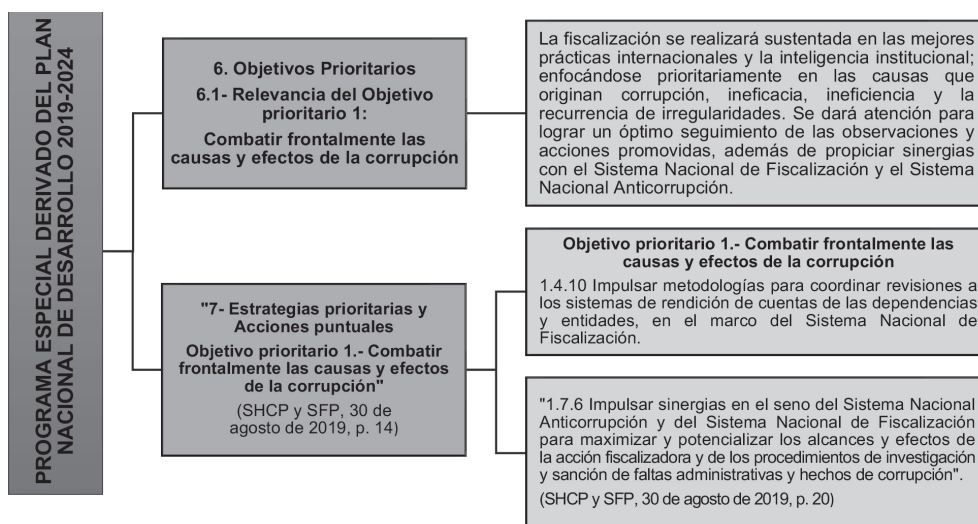 PROGRAMA ESPECIAL DERIVADO DEL PLAN
NACIONAL DE DESARROLLO 2019-2024
6. Objetivos Prioritarios
6.1- Relevancia del Objetivo
prioritario 1:
Combatir frontalmente las
causas y efectos de la corrupción
La fiscalización se realizará sustentada en las mejores
prácticas internacionales y la inteligencia institucional;
enfocándose prioritariamente en las causas que
originan corrupción, ineficacia, ineficiencia y la
recurrencia de irregularidades. Se dará atención para
lograr un óptimo seguimiento de las observaciones y
acciones promovidas, además de propiciar sinergias
con el Sistema Nacional de Fiscalización y el Sistema
Nacional Anticorrupción.
"7- Estrategias prioritarias y
Acciones puntuales
Objetivo prioritario 1.- Combatir
frontalmente las causas y efectos
de la corrupción"
(SHCP y SFP, 30 de
agosto de 2019, p. 14)
Objetivo prioritario 1.- Combatir frontalmente las
causas y efectos de la corrupción
1.4.10 Impulsar metodologías para coordinar revisiones a
los sistemas de rendición de cuentas de las dependencias
y entidades, en el marco del Sistema Nacional de
Fiscalización.
"1.7.6 Impulsar sinergias en el seno del Sistema Nacional
Anticorrupción y del Sistema Nacional de Fiscalización
para maximizar y potencializar los alcances y efectos de
la acción fiscalizadora y de los procedimientos de investigación
y sanción de faltas administrativas y hechos de corrupción".
(SHCP y SFP, 30 de agosto de 2019, p. 20)